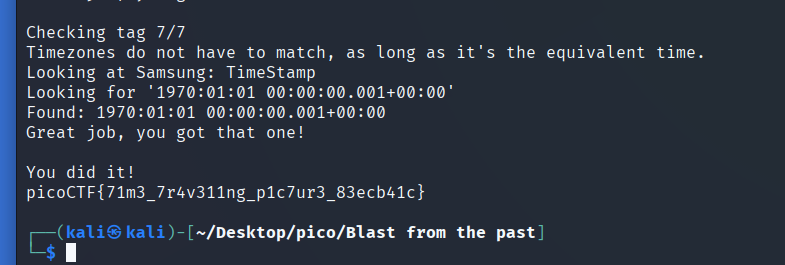 Checking tag 7/7
Timezones do not have to match, as long as it's the equivalent time.
Looking at Samsung: TimeStamp
Looking for '1970:01:01 00:00:00.001+00:00'
Found: 1970:01:01 00:00:00.001+00:00
Great job, you got that one!
You did it!
picoCTF{71m3_7r4v311ng_p1c7ur3_83ecb41c}
┌──(kali㉿kali)-[~/Desktop/pico/Blast from the past]
└─$